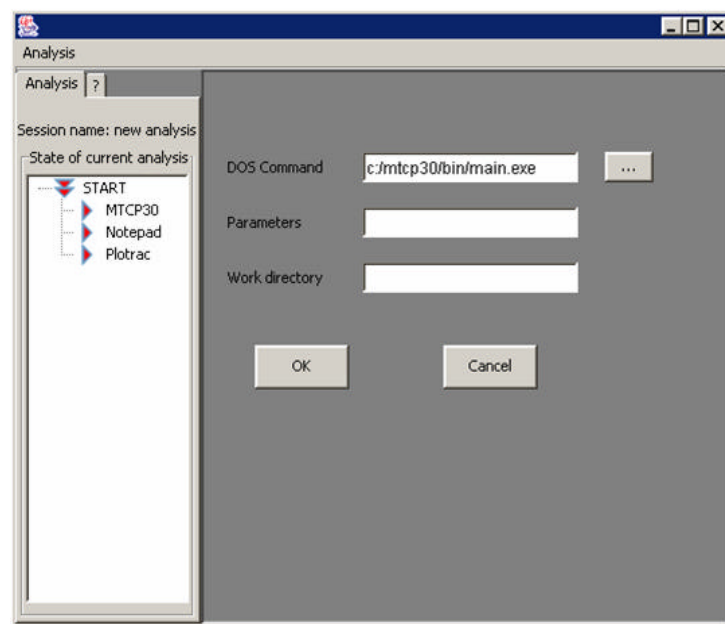 Analysis
Analysis ?
Session name: new analysis
State of current analysis
START
MTCP30
Notepad
Plotrac
DOS Command c:/mtcp30/bin/main.exe ...
Parameters
Work directory
OK Cancel